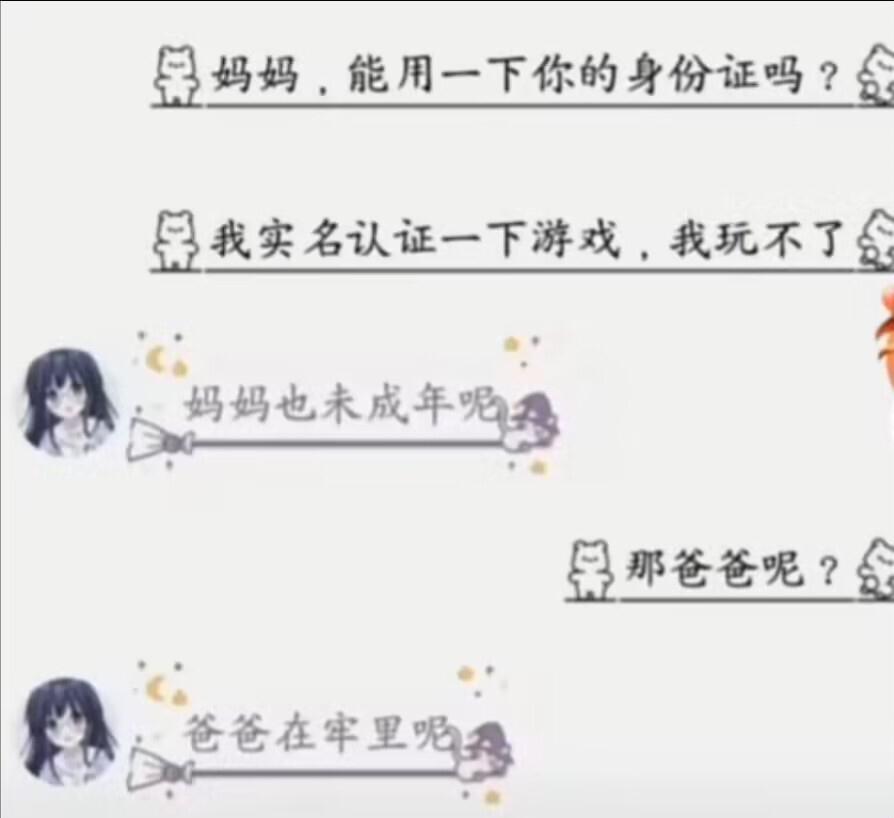 妈妈，能用一下你的身份证吗？
我实名认证一下游戏，我玩不了
妈妈也未成年呢
那爸爸呢？
爸爸在牢里呢